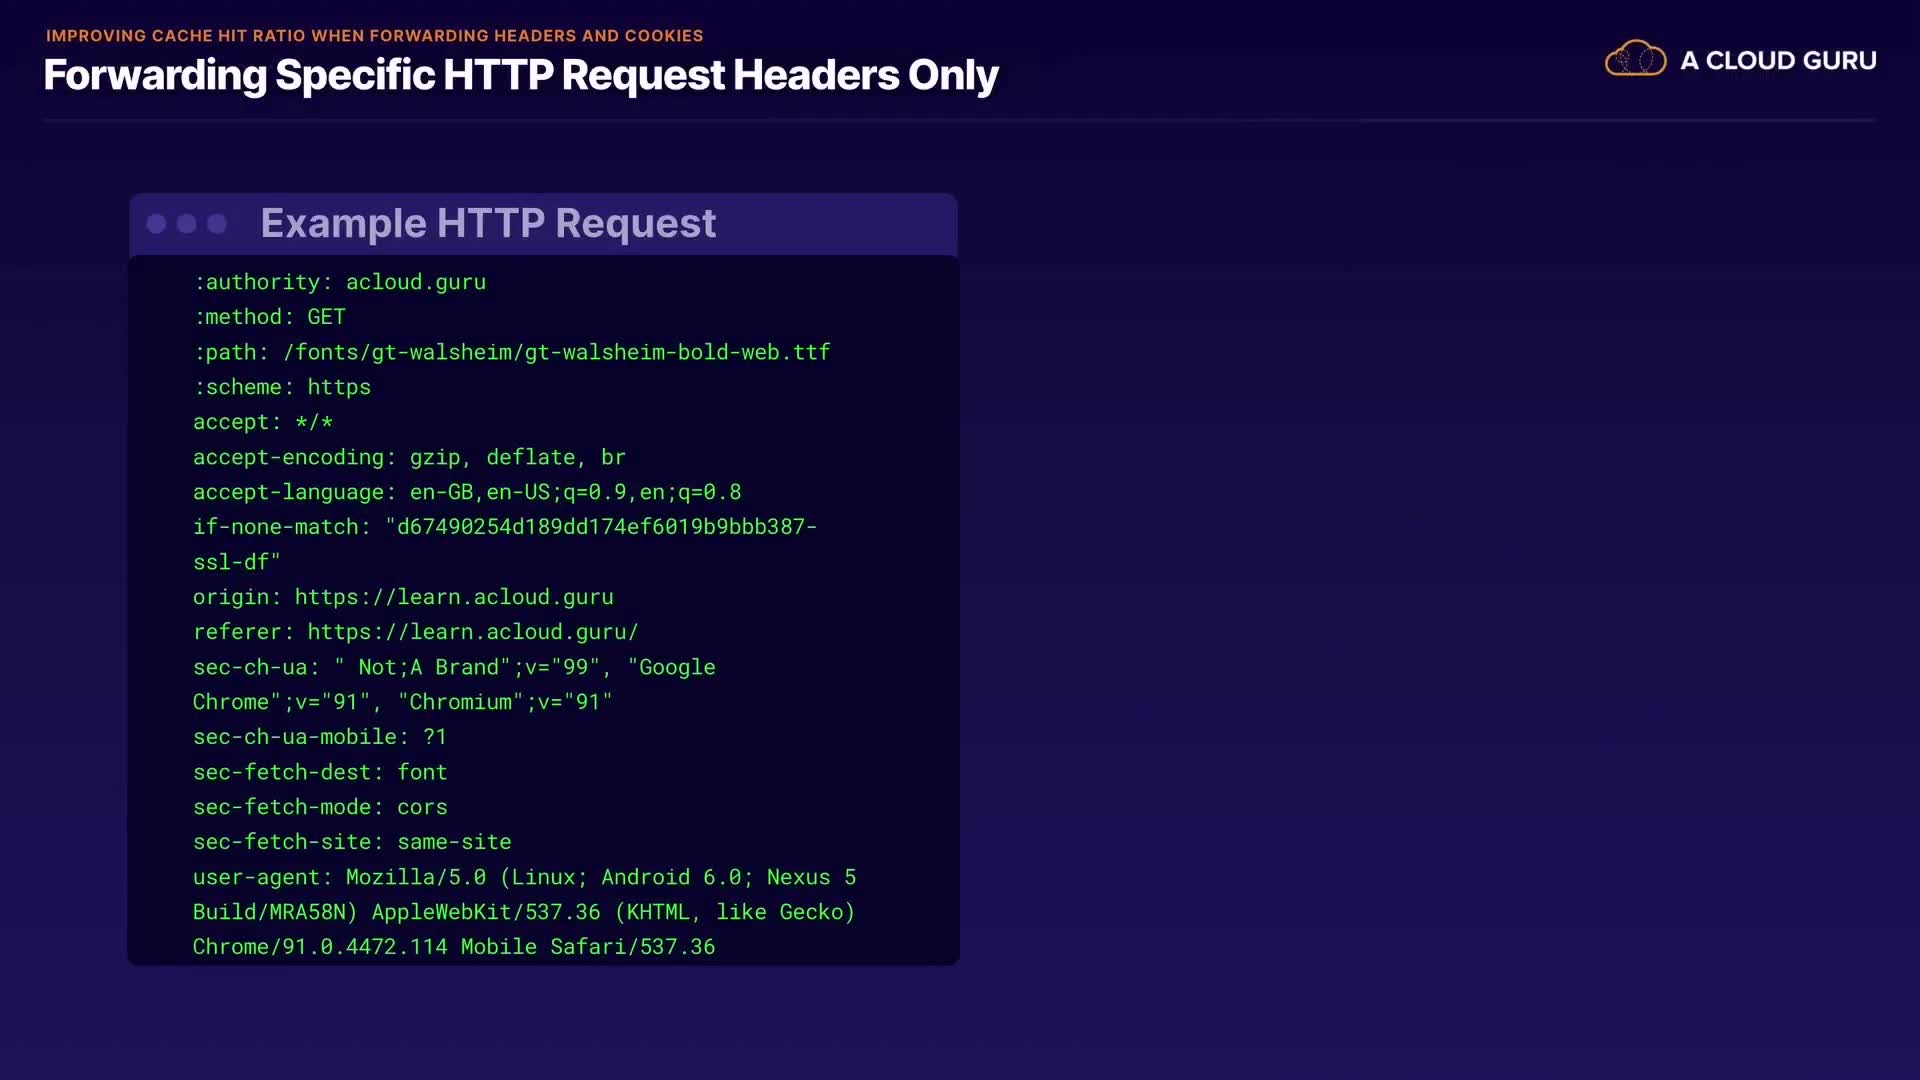 IMPROVING CACHE HIT RATIO WHEN FORWARDING HEADERS AND COOKIES
Forwarding Specific HTTP Request Headers Only
A CLOUD GURU
Example HTTP Request
:authority: acloud.guru
:method: GET
:path: /fonts/gt-walsheim/gt-walsheim-bold-web.ttf
:scheme: https
accept: */*
accept-encoding: gzip, deflate, br
accept-language: en-GB,en-US;q=0.9,en;q=0.8
if-none-match: "d67490254d189dd174ef6019b9bbb387-
ssl-df"
origin: https://learn.acloud.guru
referer: https://learn.acloud.guru/
sec-ch-ua: " Not;A Brand";v="99", "Google
Chrome";v="91", "Chromium";v="91"
sec-ch-ua-mobile: ?1
sec-fetch-dest: font
sec-fetch-mode: cors
sec-fetch-site: same-site
user-agent: Mozilla/5.0 (Linux; Android 6.0; Nexus 5
Build/MRA58N) AppleWebKit/537.36 (KHTML, like Gecko)
Chrome/91.0.4472.114 Mobile Safari/537.36